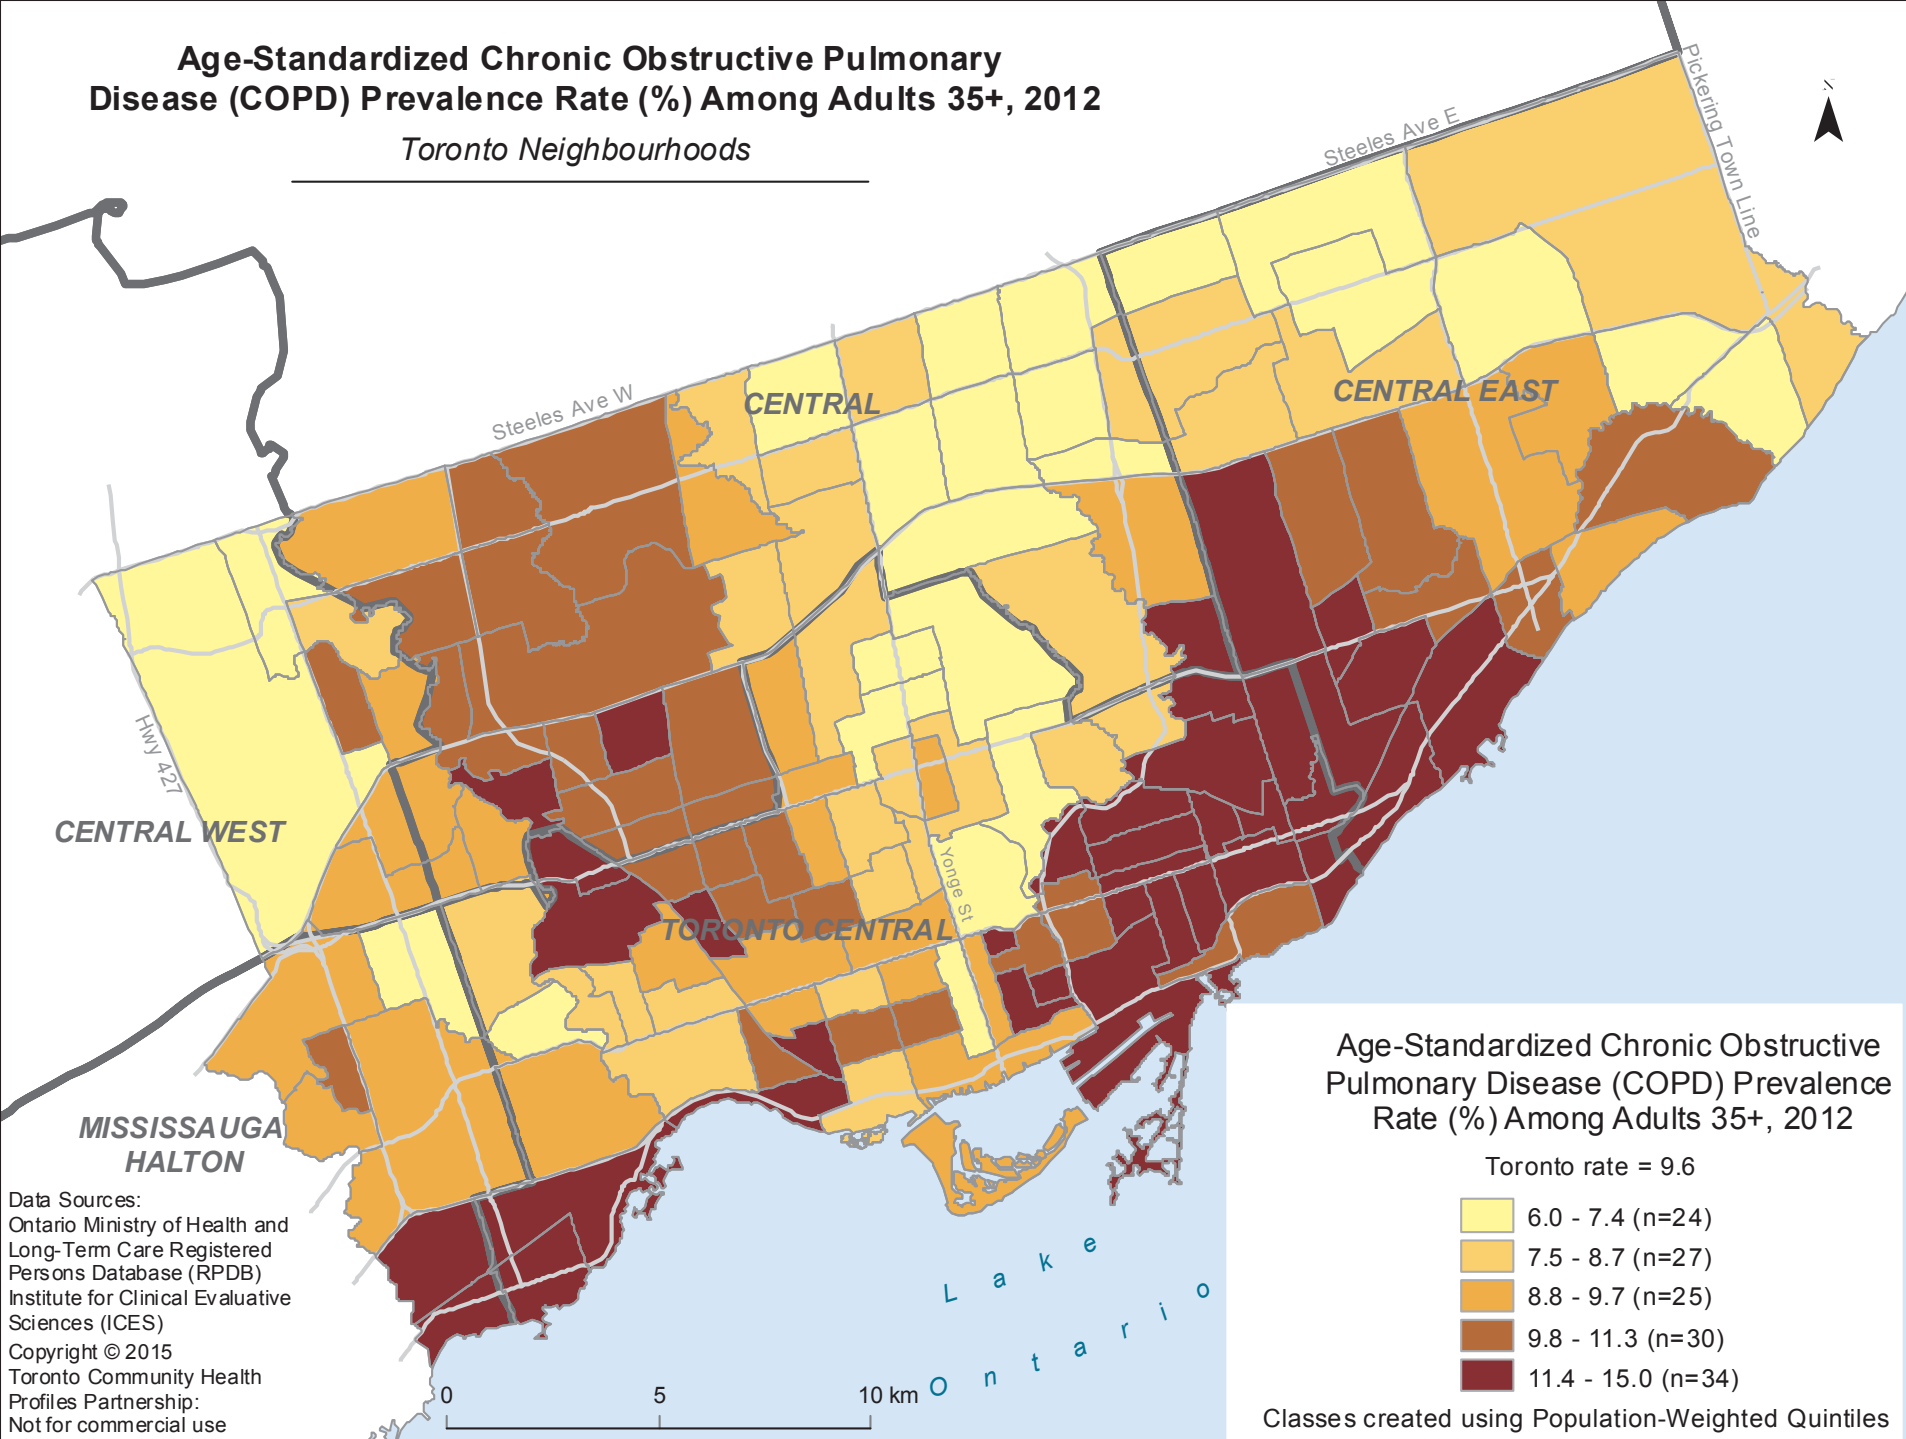 Age-Standardized Chronic Obstructive Pulmonary
Disease (COPD) Prevalence Rate (%) Among Adults 35+, 2012
Toronto Neighbourhoods
N
Steeles Ave E
Pickering Town Line
Steeles Ave W
CENTRAL
CENTRAL EAST
Hwy 427
CENTRAL WEST
Yonge St
TORONTO CENTRAL
MISSISSAUGA
HALTON
Lake
Ontario
Data Sources:
Ontario Ministry of Health and
Long-Term Care Registered
Persons Database (RPDB)
Institute for Clinical Evaluative
Sciences (ICES)
Copyright © 2015
Toronto Community Health
Profiles Partnership:
Not for commercial use
0 5 10 km
Age-Standardized Chronic Obstructive
Pulmonary Disease (COPD) Prevalence
Rate (%) Among Adults 35+, 2012
Toronto rate = 9.6
6.0 - 7.4 (n=24)
7.5 - 8.7 (n=27)
8.8 - 9.7 (n=25)
9.8 - 11.3 (n=30)
11.4 - 15.0 (n=34)
Classes created using Population-Weighted Quintiles